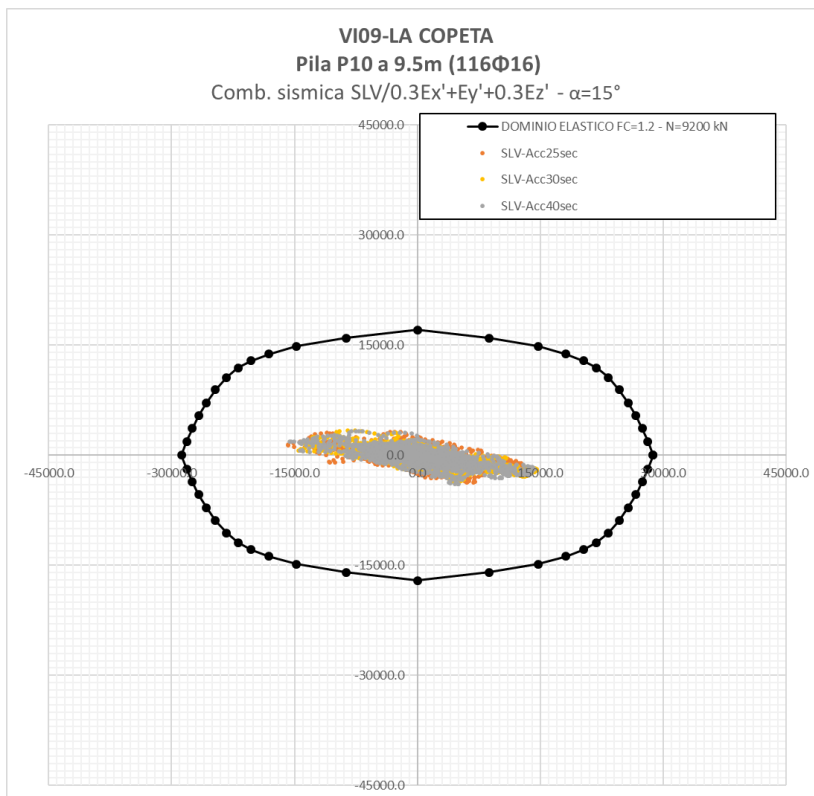 VI09-LA COPETA
Pila P10 a 9.5m (116Φ16)
Comb. sismica SLV/0.3Ex'+Ey'+0.3Ez' - α=15°
45000.0
DOMINIO ELASTICO FC=1.2 - N=9200 kN
SLV-Acc25sec
SLV-Acc30sec
SLV-Acc40sec
30000.0
15000.0
0.0
-45000.0 -30000.0 -15000.0 0.0 15000.0 30000.0 45000.0
-15000.0
-30000.0
-45000.0